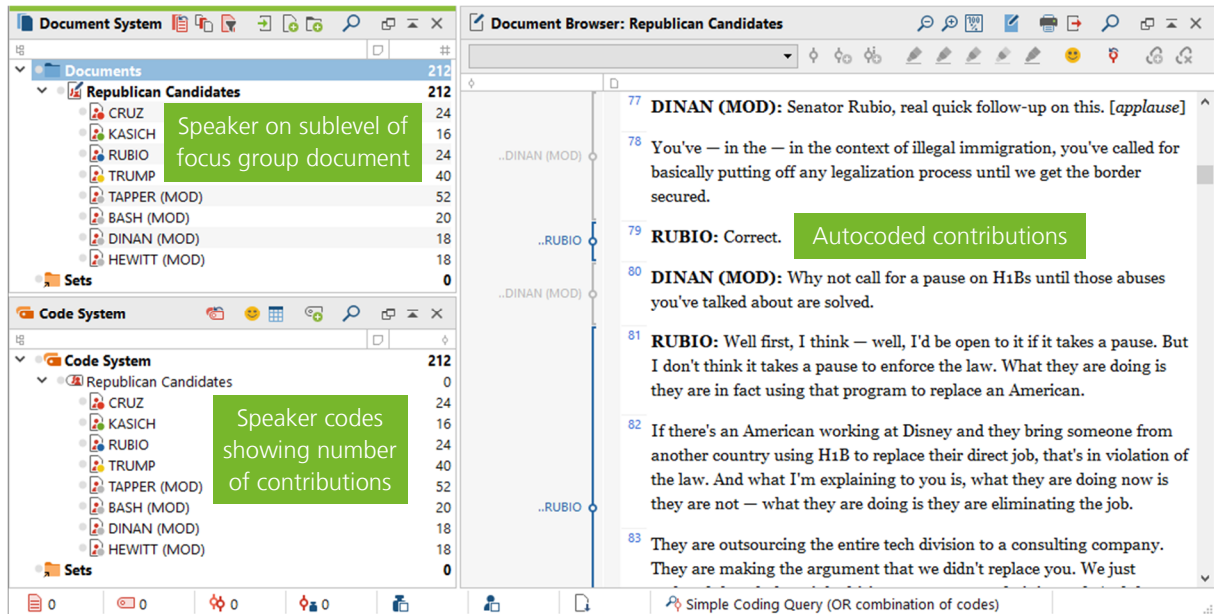 Document System
#
Documents 212
Republican Candidates 212
CRUZ 24
KASICH 16
RUBIO 24
TRUMP 40
TAPPER (MOD) 52
BASH (MOD) 20
DINAN (MOD) 18
HEWITT (MOD) 18
Sets 0
Speaker on sublevel of
focus group document
Code System
Code System 212
Republican Candidates 0
CRUZ 24
KASICH 16
RUBIO 24
TRUMP 40
TAPPER (MOD) 52
BASH (MOD) 20
DINAN (MOD) 18
HEWITT (MOD) 18
Sets 0
Speaker codes
showing number
of contributions
Document Browser: Republican Candidates
100
%
77 DINAN (MOD): Senator Rubio, real quick follow-up on this. [applause]
..DINAN (MOD)
78 You've — in the — in the context of illegal immigration, you've called for
basically putting off any legalization process until we get the border
secured.
..RUBIO
79 RUBIO: Correct.
Autocoded contributions
..DINAN (MOD)
80 DINAN (MOD): Why not call for a pause on H1Bs until those abuses
you've talked about are solved.
81 RUBIO: Well first, I think — well, I'd be open to it if it takes a pause. But
I don't think it takes a pause to enforce the law. What they are doing is
they are in fact using that program to replace an American.
82 If there's an American working at Disney and they bring someone from
another country using H1B to replace their direct job, that's in violation of
the law. And what I'm explaining to you is, what they are doing now is
they are not — what they are doing is they are eliminating the job.
..RUBIO
83 They are outsourcing the entire tech division to a consulting company.
They are making the argument that we didn't replace you. We just
0 0 0 0 Simple Coding Query (OR combination of codes)